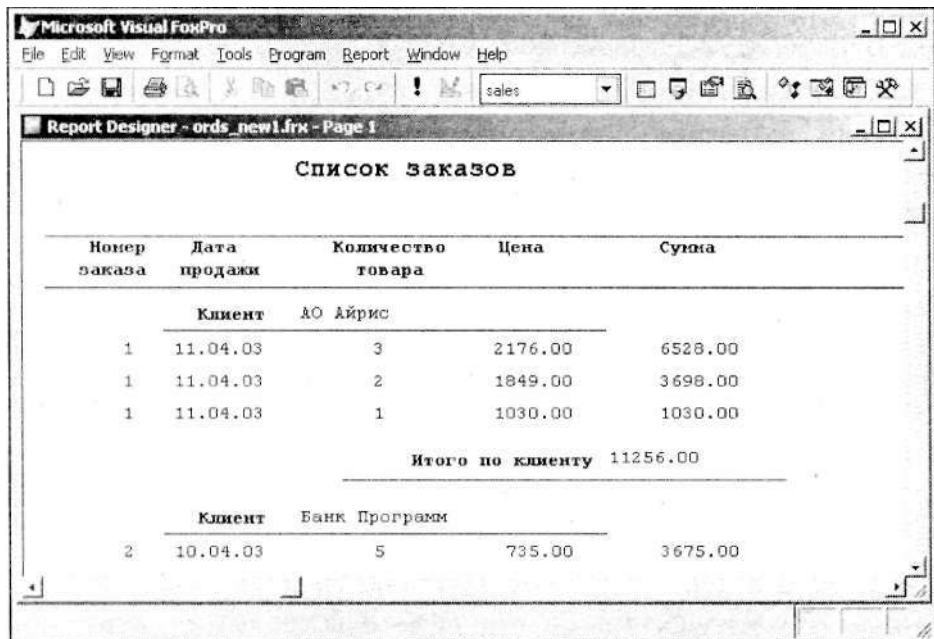 Microsoft Visual FoxPro
File Edit View Format Tools Program Report Window Help
sales
Report Designer - ords_new1.frx - Page 1
Список заказов
Номер Дата Количество Цена Сумма
заказа продажи товара
Клиент АО Айрис
1 11.04.03 3 2176.00 6528.00
1 11.04.03 2 1849.00 3698.00
1 11.04.03 1 1030.00 1030.00
Итого по клиенту 11256.00
Клиент Банк Программ
2 10.04.03 5 735.00 3675.00